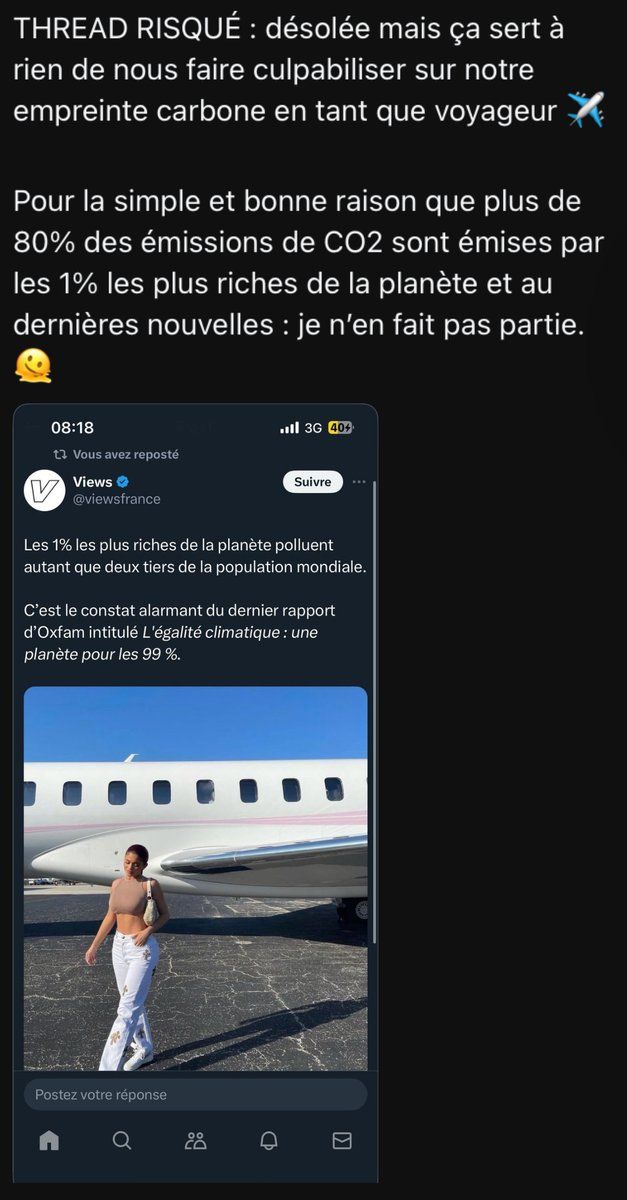 THREAD RISQUÉ : désolée mais ça sert à
rien de nous faire culpabiliser sur notre
empreinte carbone en tant que voyageur ✈️
Pour la simple et bonne raison que plus de
80% des émissions de CO2 sont émises par
les 1% les plus riches de la planète et au
dernières nouvelles : je n’en fait pas partie.
🫠
08:18 3G 40
Vous avez reposté
Views
@viewsfrance
Suivre
Les 1% les plus riches de la planète polluent
autant que deux tiers de la population mondiale.
C’est le constat alarmant du dernier rapport
d’Oxfam intitulé L'égalité climatique : une
planète pour les 99 %.
Postez votre réponse